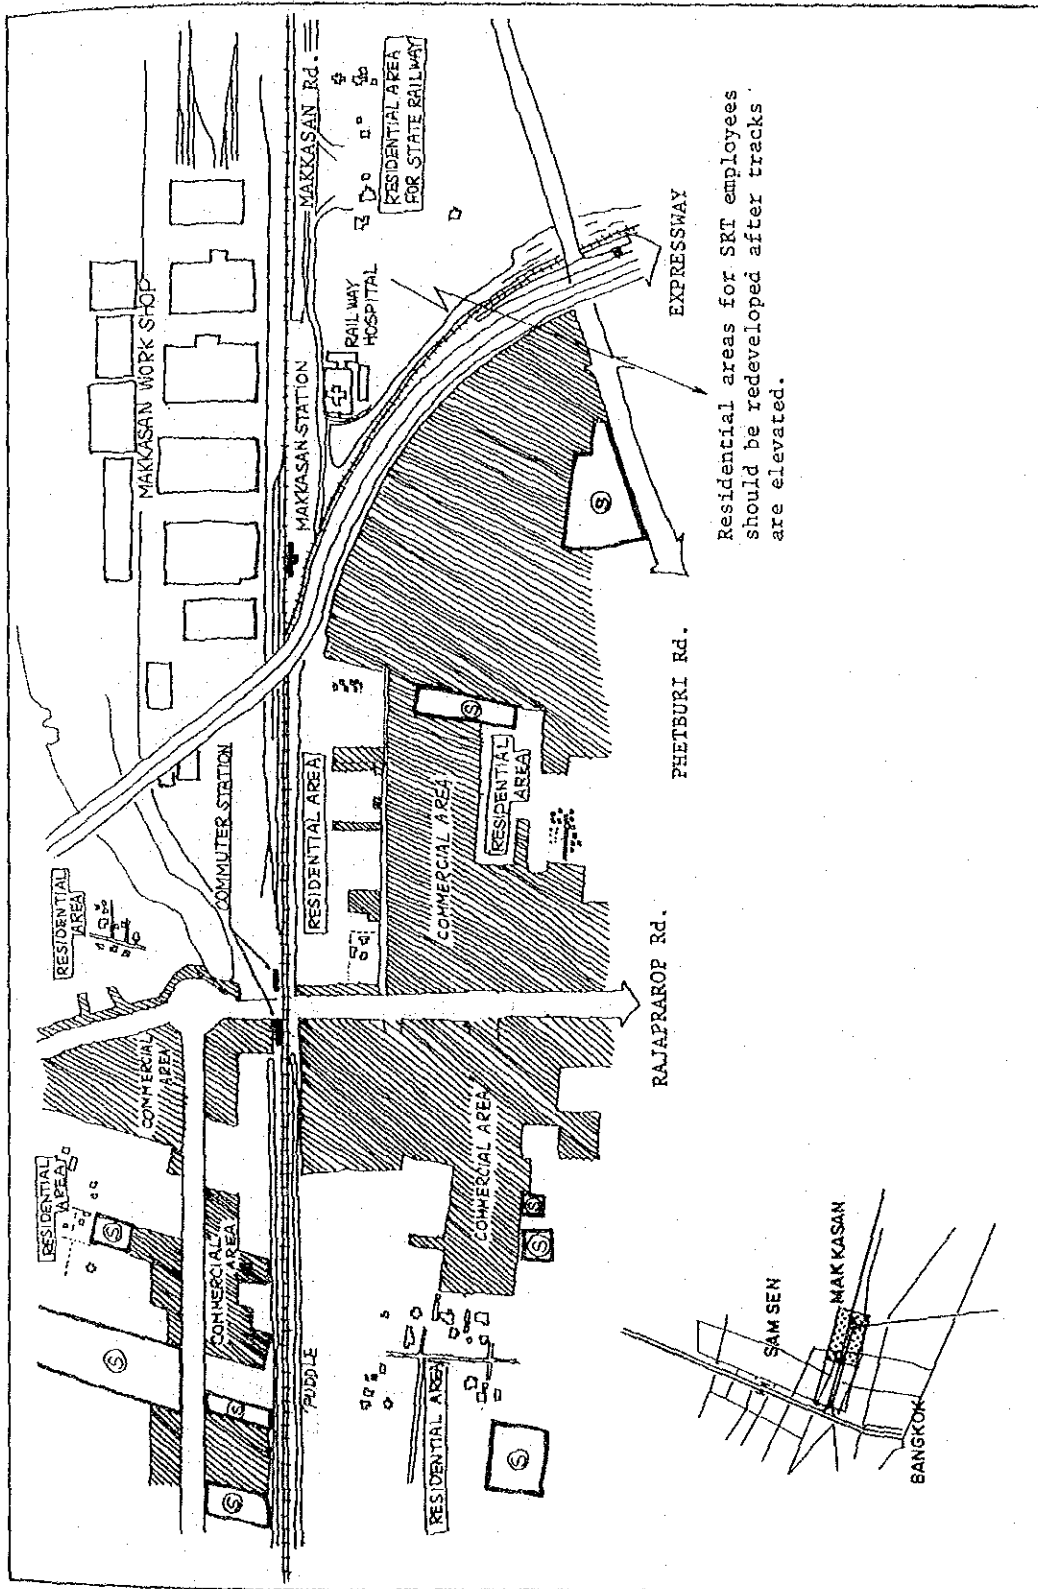 RESIDENTIAL
AREA
RESIDENTIAL
AREA
Ⓢ
Ⓢ
COMMERCIAL
AREA
MAKKASAN WORK SHOP
Ⓢ
Ⓢ
COMMERCIAL
AREA
COMMUTER STATION
PUDDLE
RESIDENTIAL AREA
MAKKASAN STATION
MAKKASAN Rd.
RAILWAY
HOSPITAL
RESIDENTIAL AREA
FOR STATE RAILWAY
RESIDENTIAL AREA
COMMERCIAL AREA
COMMERCIAL AREA
Ⓢ
RESIDENTIAL
AREA
Ⓢ
Ⓢ
Ⓢ
Ⓢ
RAJAPRAROP Rd.
PHETBURI Rd.
EXPRESSWAY
Residential areas for SRT employees
should be redeveloped after tracks
are elevated.
SAM SEN
MAKKASAN
BANGKOK